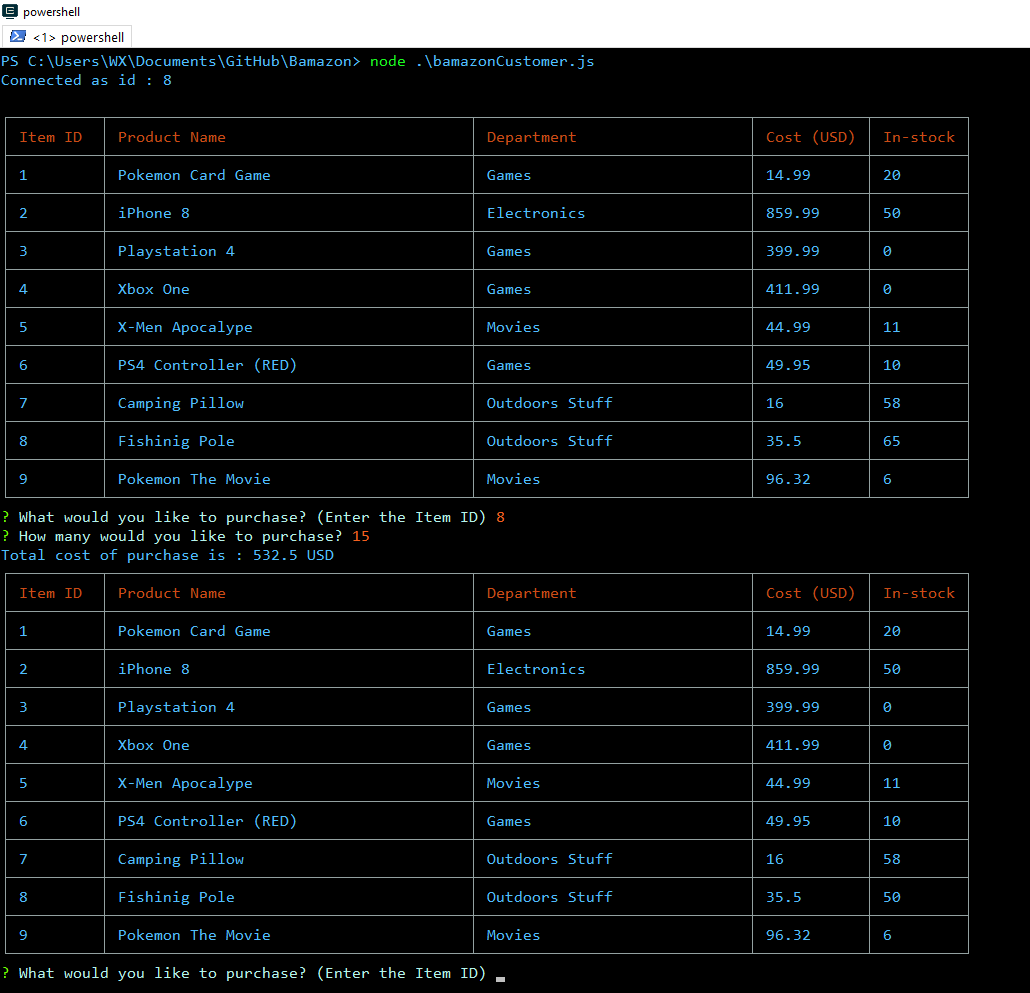 powershell
<1> powershell
PS C:\Users\WX\Documents\GitHub\Bamazon> node .\bamazonCustomer.js
Connected as id : 8
Item ID Product Name Department Cost (USD) In-stock
1 Pokemon Card Game Games 14.99 20
2 iPhone 8 Electronics 859.99 50
3 Playstation 4 Games 399.99 0
4 Xbox One Games 411.99 0
5 X-Men Apocalype Movies 44.99 11
6 PS4 Controller (RED) Games 49.95 10
7 Camping Pillow Outdoors Stuff 16 58
8 Fishinig Pole Outdoors Stuff 35.5 65
9 Pokemon The Movie Movies 96.32 6
? What would you like to purchase? (Enter the Item ID) 8
? How many would you like to purchase? 15
Total cost of purchase is : 532.5 USD
Item ID Product Name Department Cost (USD) In-stock
1 Pokemon Card Game Games 14.99 20
2 iPhone 8 Electronics 859.99 50
3 Playstation 4 Games 399.99 0
4 Xbox One Games 411.99 0
5 X-Men Apocalype Movies 44.99 11
6 PS4 Controller (RED) Games 49.95 10
7 Camping Pillow Outdoors Stuff 16 58
8 Fishinig Pole Outdoors Stuff 35.5 50
9 Pokemon The Movie Movies 96.32 6
? What would you like to purchase? (Enter the Item ID)